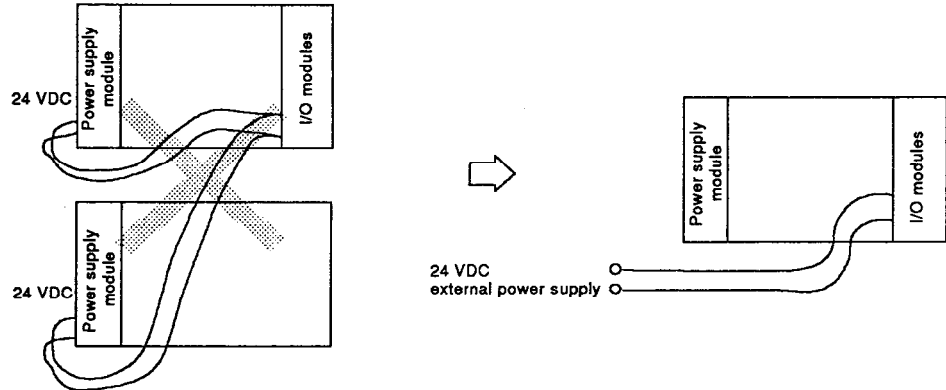 24 VDC
Power supply
module
I/O modules
24 VDC
Power supply
module
Power supply
module
I/O modules
24 VDC
external power supply